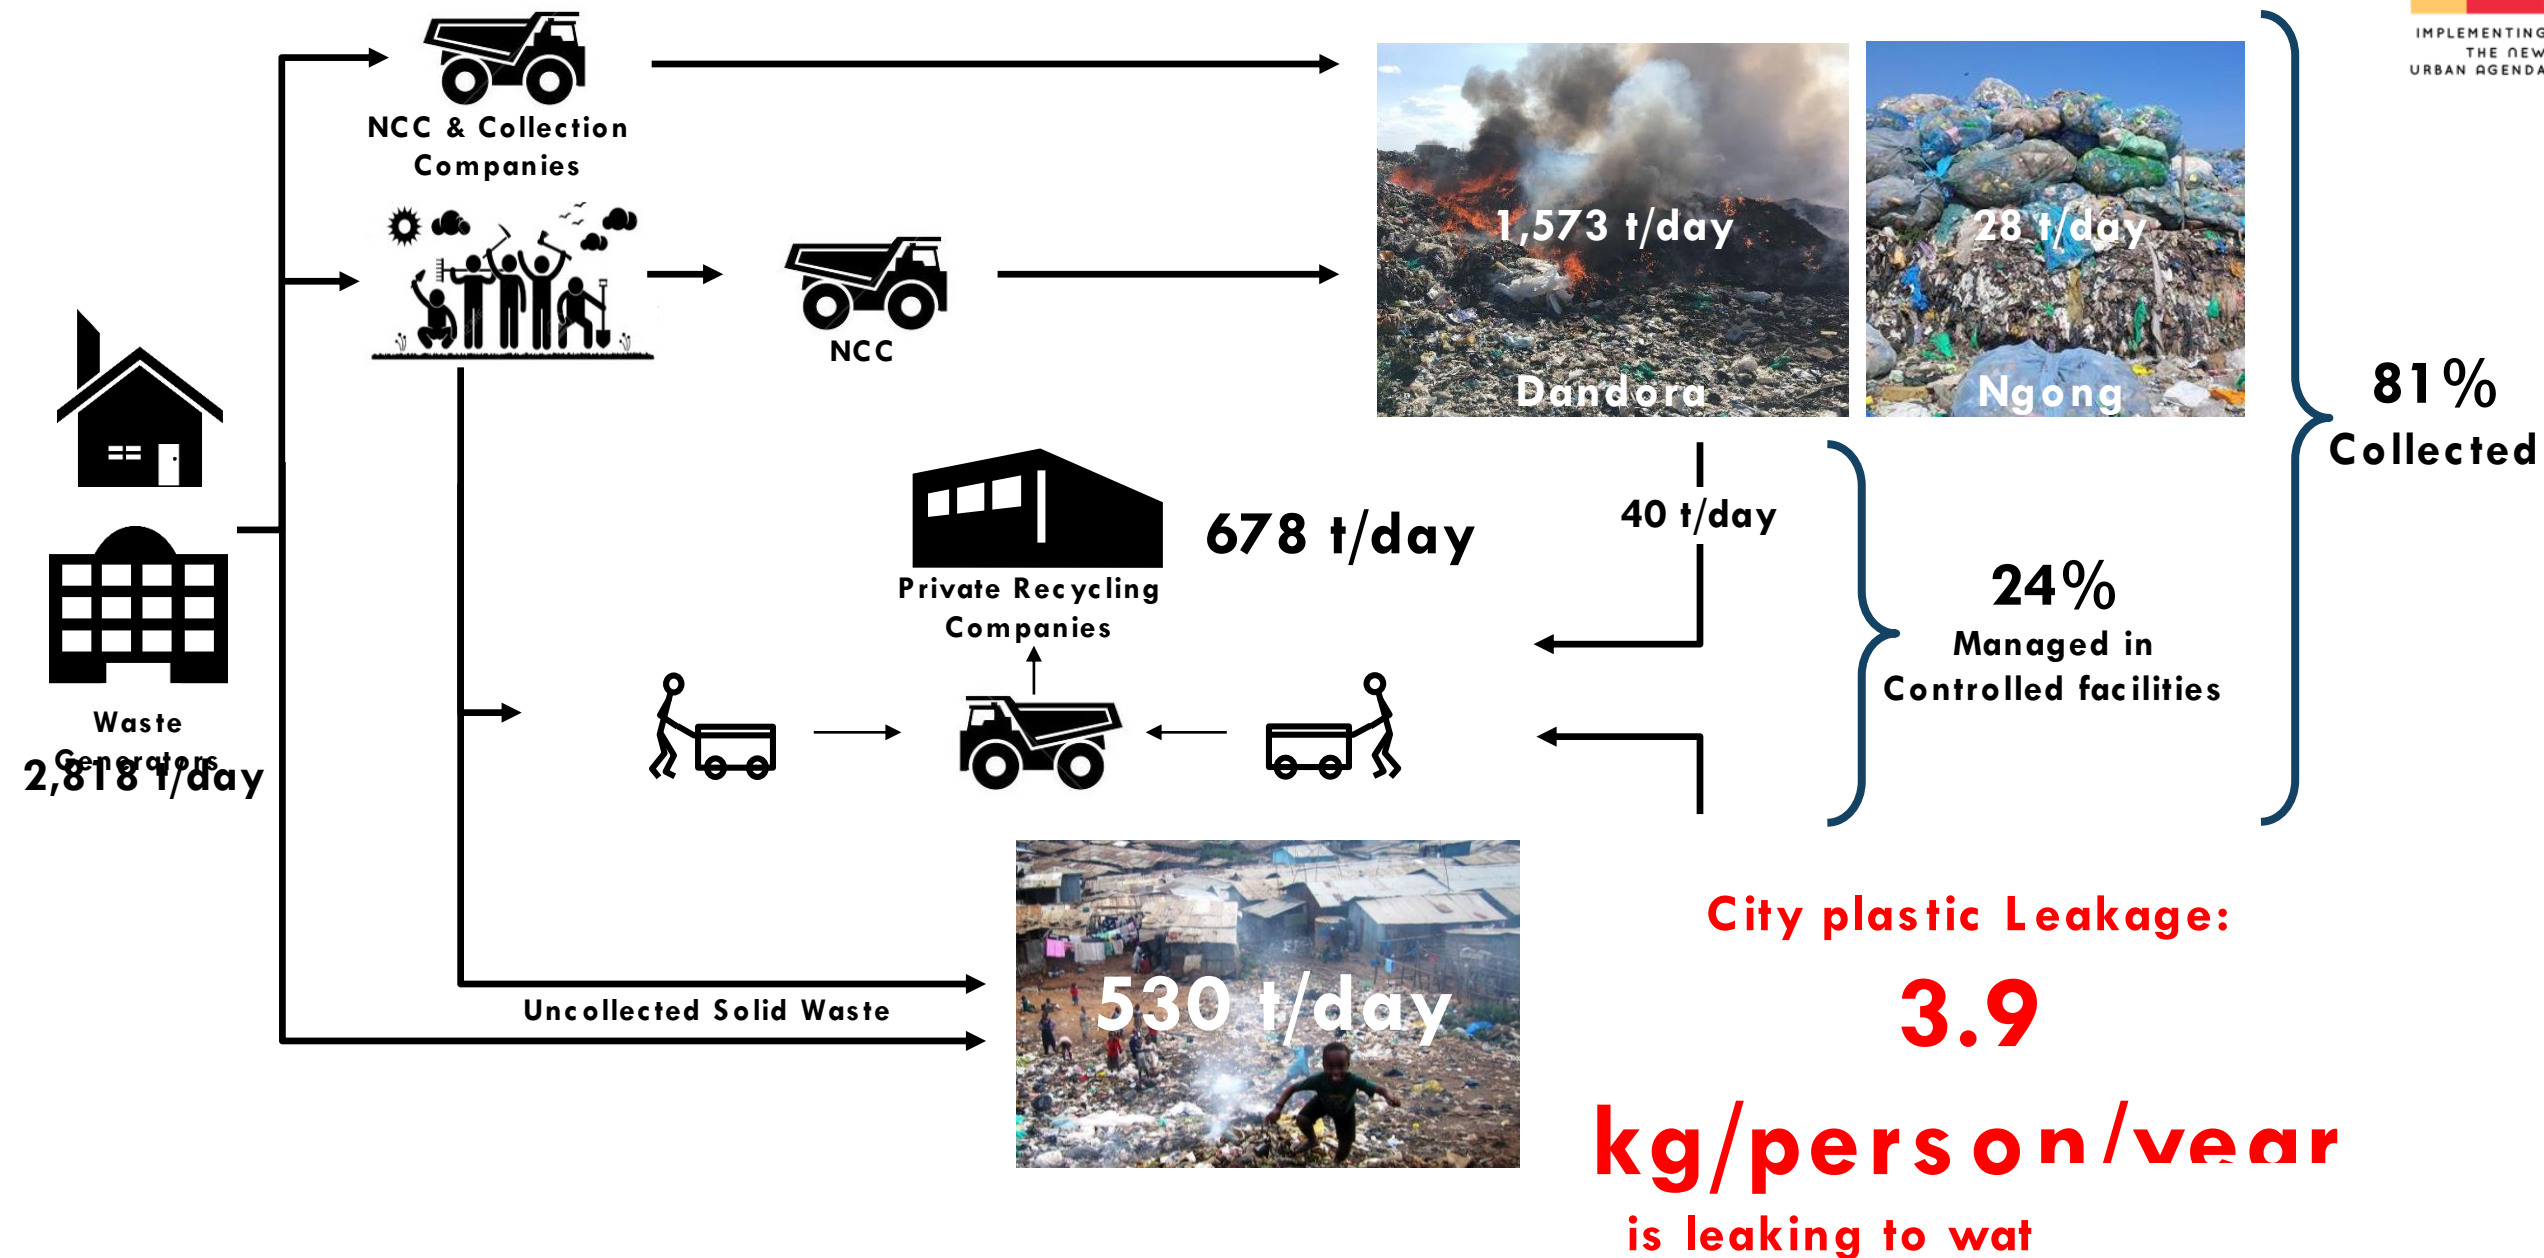 IMPLEMENTING
THE NEW
URBAN AGENDA
NCC & Collection
Companies
NCC
1,573 t/day
Dandora
28 t/day
Ngong
81%
Collected
Private Recycling
Companies
678 t/day
40 t/day
24%
Managed in
Controlled facilities
Waste
Generators
2,818 t/day
Uncollected Solid Waste
530 t/day
City plastic Leakage:
3.9
kg/person/year
is leaking to wat